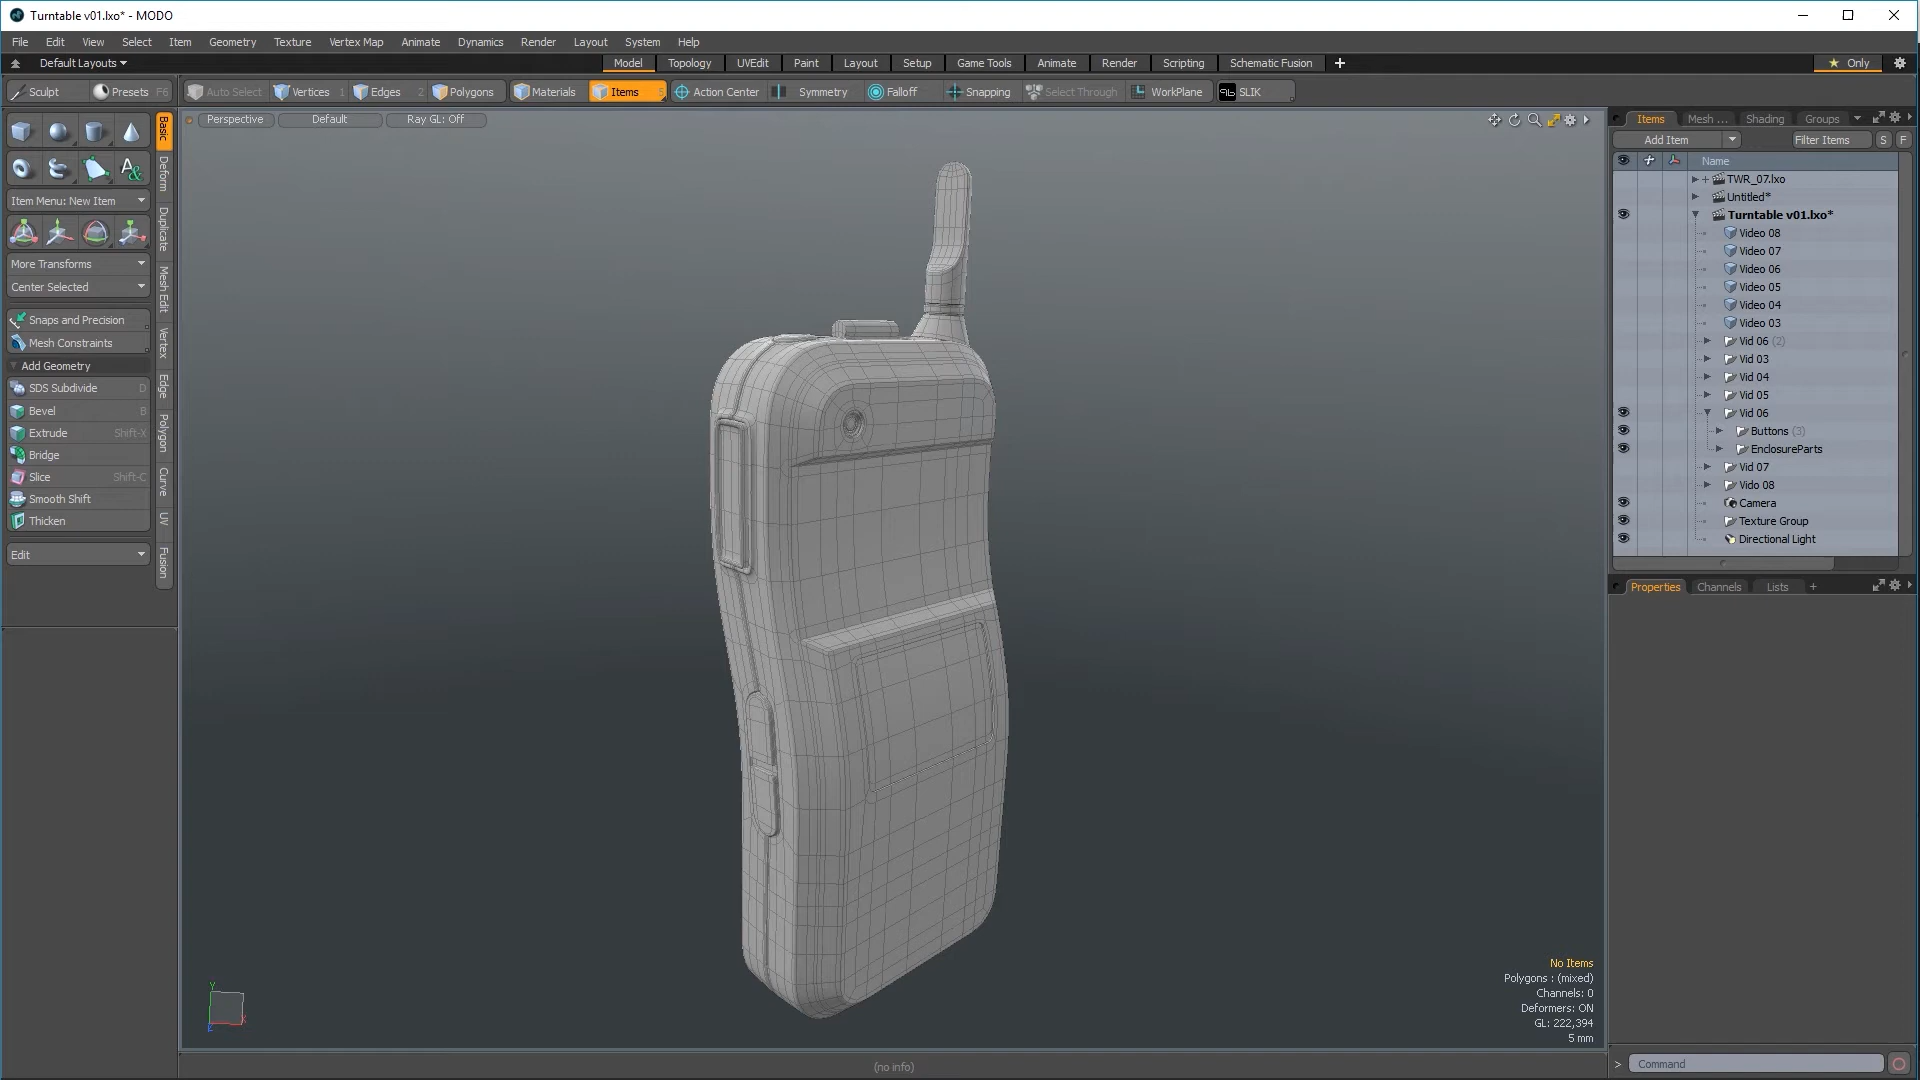 Turntable v01.lxo* - MODO
File Edit View Select Item Geometry Texture Vertex Map Animate Dynamics Render Layout System Help
Default Layouts Model Topology UVEdit Paint Layout Setup Game Tools Animate Render Scripting Schematic Fusion + Only
Sculpt Presets F6 Auto Select Vertices 1 Edges 2 Polygons Materials Items 5 Action Center Symmetry Falloff Snapping Select Through WorkPlane SLIK
Perspective Default Ray GL: Off
Basic
Deform
Duplicate
Mesh Edit
Vertex
Edge
Polygon
Curve
UV
Fusion
Item Menu: New Item
More Transforms
Center Selected
Snaps and Precision
Mesh Constraints
Add Geometry
SDS Subdivide D
Bevel B
Extrude Shift-X
Bridge
Slice Shift-C
Smooth Shift
Thicken
Edit
Items Mesh ... Shading Groups
Add Item Filter Items S F
Name
TWR_07.lxo
Untitled*
Turntable v01.lxo*
Video 08
Video 07
Video 06
Video 05
Video 04
Video 03
Vid 06 (2)
Vid 03
Vid 04
Vid 05
Vid 06
Buttons (3)
EnclosureParts
Vid 07
Vido 08
Camera
Texture Group
Directional Light
Properties Channels Lists +
No Items
Polygons : (mixed)
Channels: 0
Deformers: ON
GL: 222,394
5 mm
Y
X
Z
(no info)
> Command